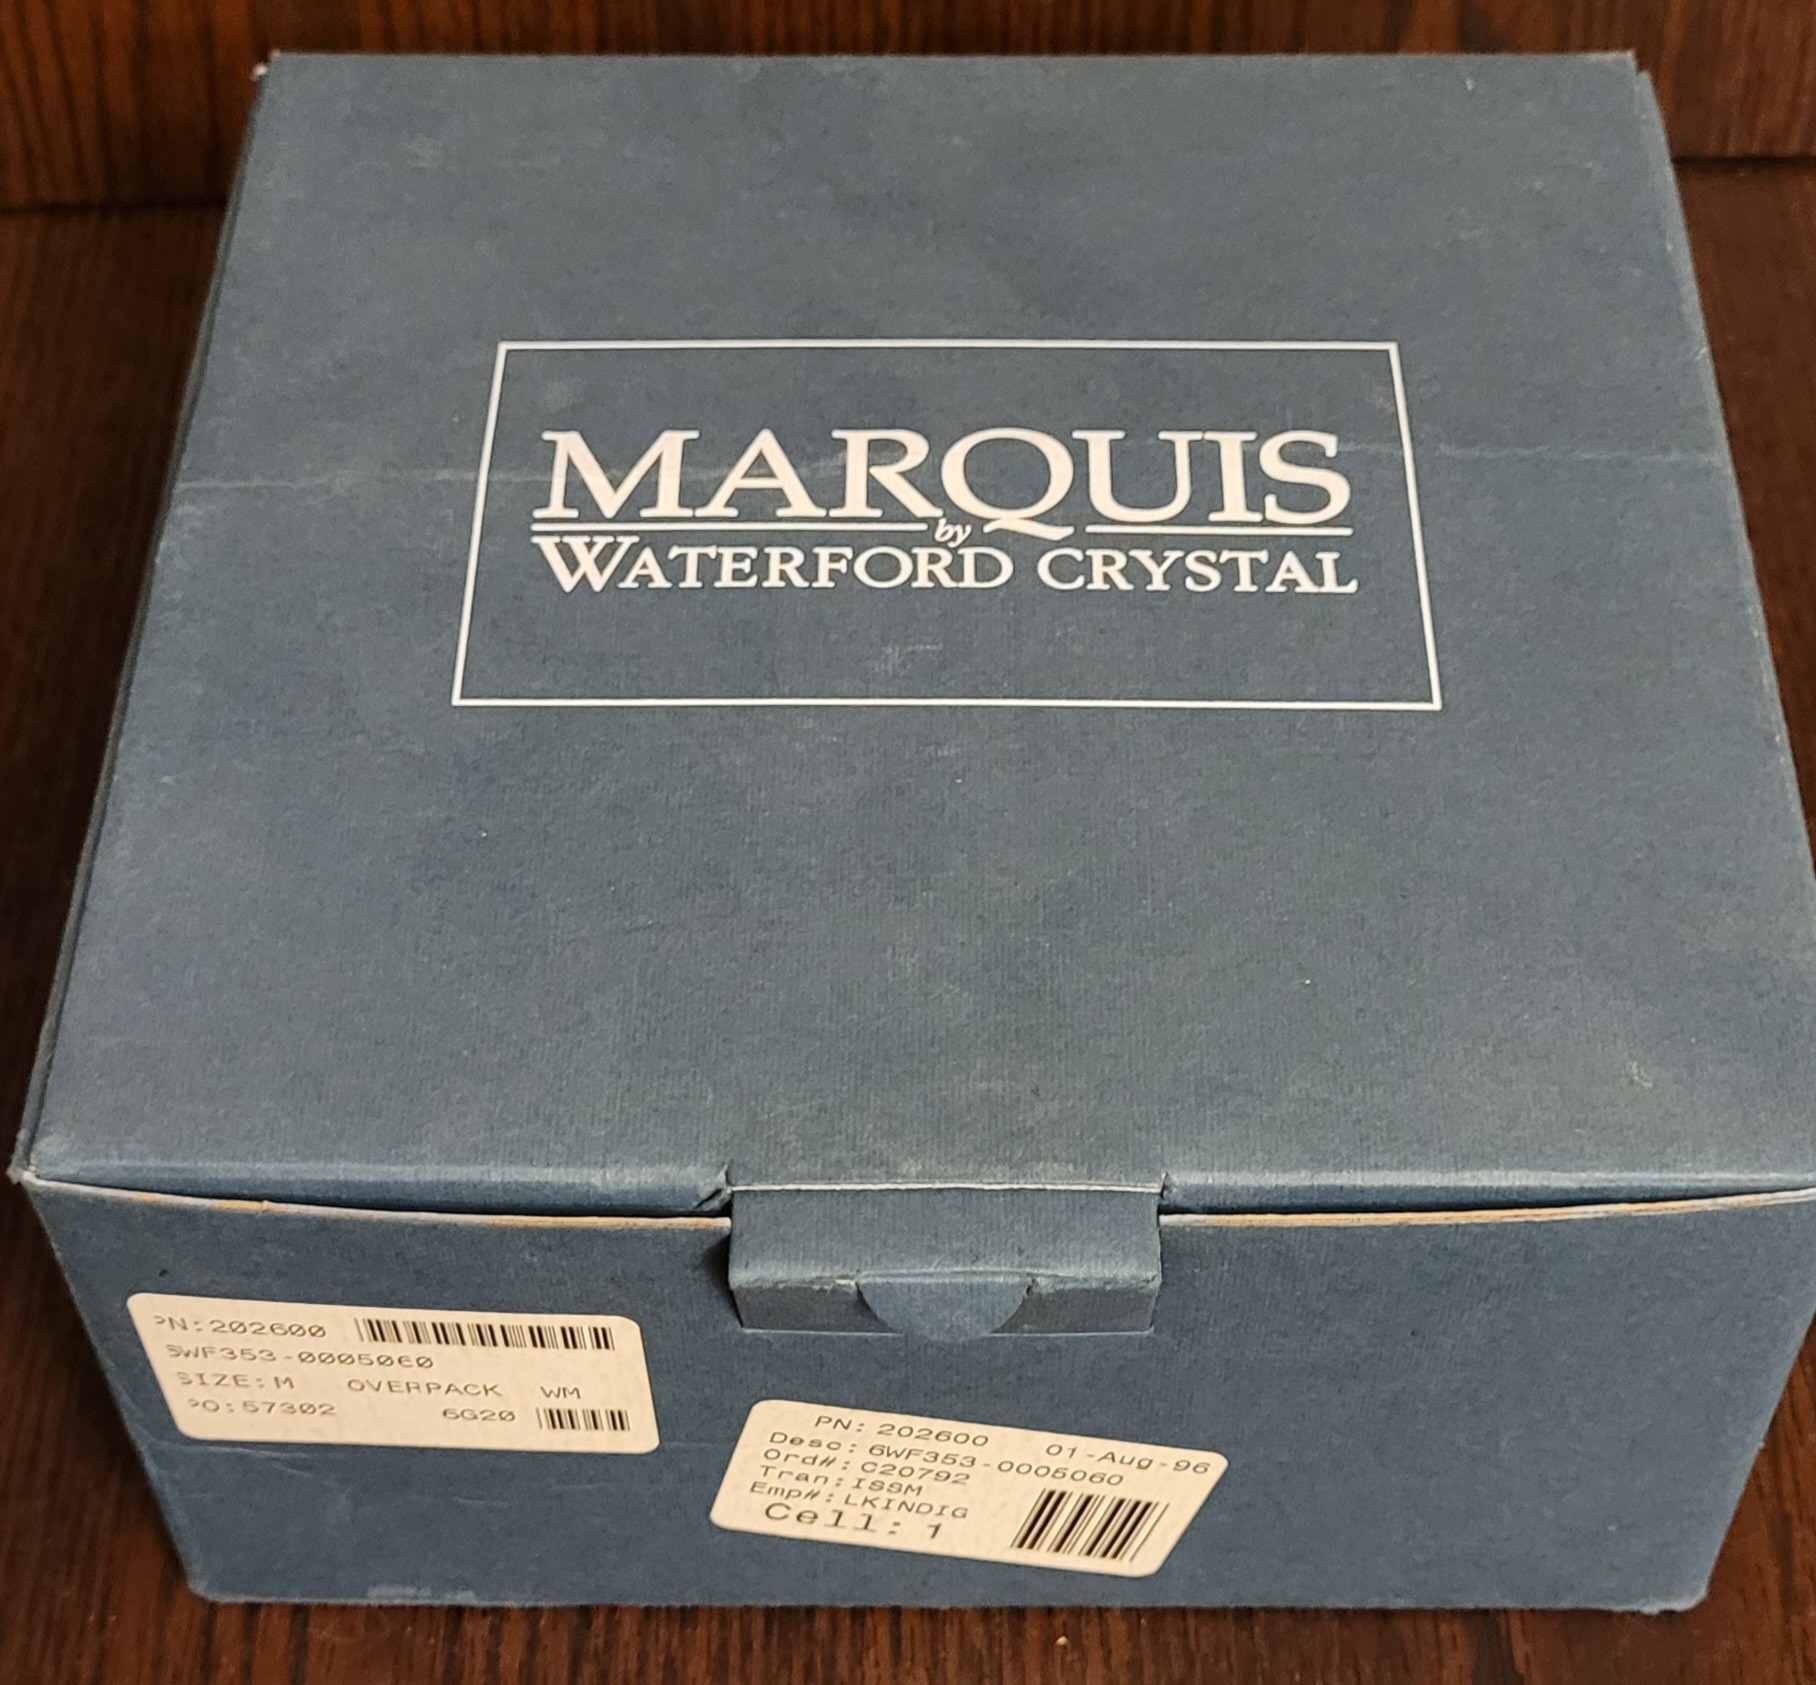 MARQUIS
by
WATERFORD CRYSTAL
PN:202600
6WF353-0005060
SIZE:M OVERPACK WM
PO:57302 6G20
PN: 202600 01-Aug-96
Desc: 6WF353-0005060
Ord#: C20792
Tran: ISSM
Emp#: LKINDIG
Cell: 1